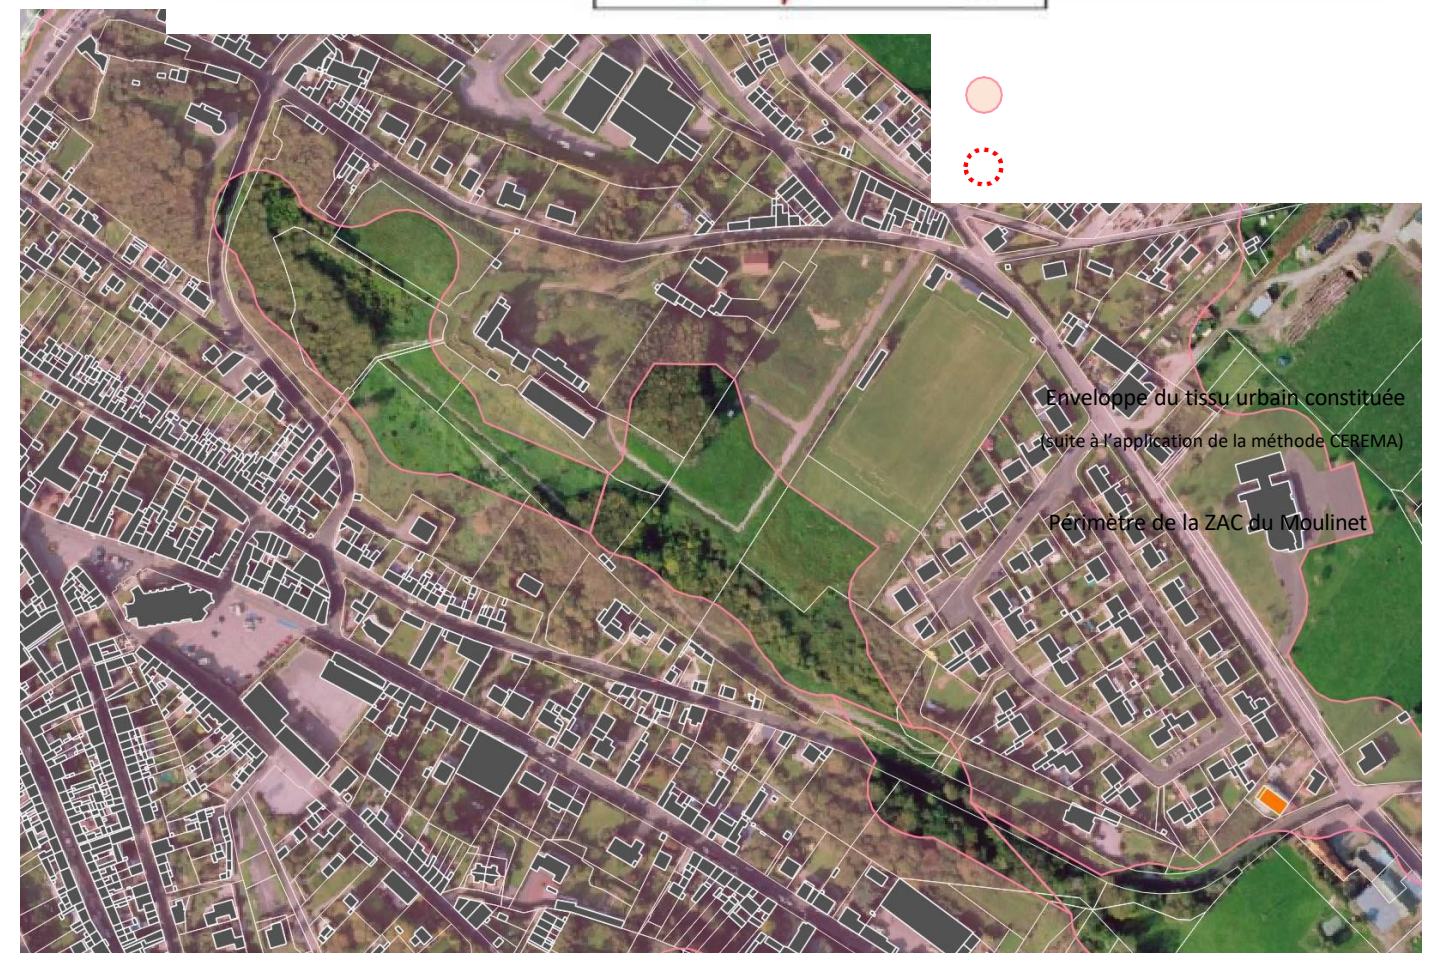 Enveloppe du tissu urbain constituée
(suite à l'application de la méthode CEREMA)
Périmètre de la ZAC du Moulinet